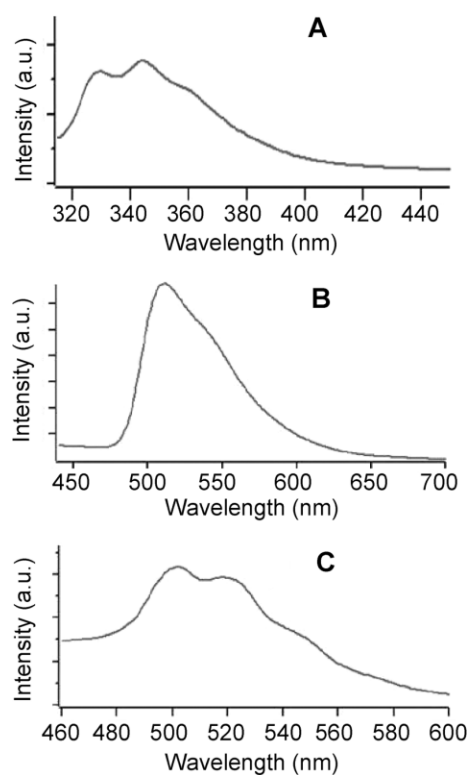 A
Intensity (a.u.)
320 340 360 380 400 420 440
Wavelength (nm)
B
Intensity (a.u.)
450 500 550 600 650 700
Wavelength (nm)
C
Intensity (a.u.)
460 480 500 520 540 560 580 600
Wavelength (nm)